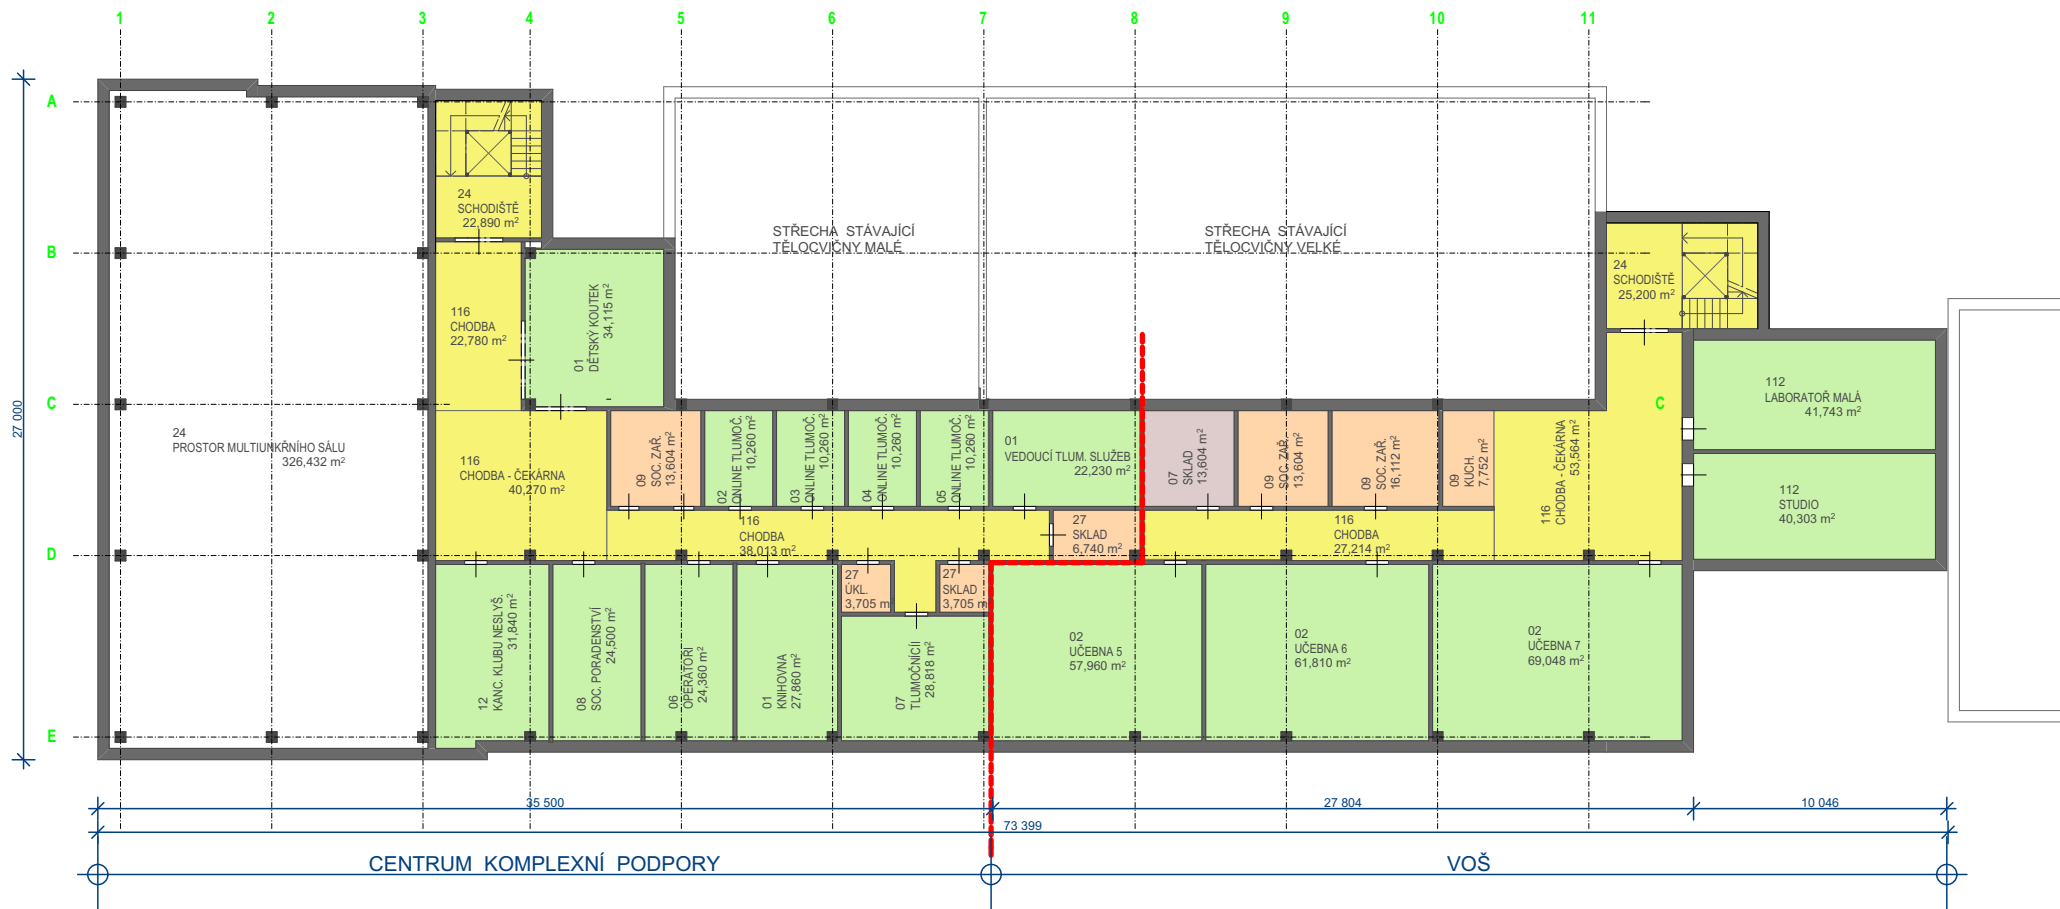 1 2 3 4 5 6 7 8 9 10 11
A
B
C
D
E
C
27 000
24
SCHODIŠTĚ
22,890 m²
STŘECHA STÁVAJÍCÍ
TĚLOCVIČNY MALÉ
STŘECHA STÁVAJÍCÍ
TĚLOCVIČNY VELKÉ
24
SCHODIŠTĚ
25,200 m²
116
CHODBA
22,780 m²
01
DĚTSKÝ KOUTEK
34,115 m²
112
LABORATOŘ MALÁ
41,743 m²
24
PROSTOR MULTIUNKŘNÍHO SÁLU
326,432 m²
116
CHODBA - ČEKÁRNA
40,270 m²
09
SOC. ZAŘ.
13,604 m²
02
ONLINE TLUMOČ.
10,260 m²
03
ONLINE TLUMOČ.
10,260 m²
04
ONLINE TLUMOČ.
10,260 m²
05
ONLINE TLUMOČ.
10,260 m²
01
VEDOUCÍ TLUM. SLUŽEB
22,230 m²
07
SKLAD
13,604 m²
09
SOC. ZAŘ.
13,604 m²
09
SOC. ZAŘ.
16,112 m²
09
KUCH.
7,752 m²
116
CHODBA - ČEKÁRNA
53,564 m²
112
STUDIO
40,303 m²
116
CHODBA
38,013 m²
27
SKLAD
6,740 m²
116
CHODBA
27,214 m²
12
KANC. KLUBU NESLYŠ.
31,840 m²
08
SOC. PORADENSTVÍ
24,500 m²
06
OPERÁTOŘI
24,360 m²
01
KNIHOVNA
27,860 m²
27
ÚKL.
3,705 m²
27
SKLAD
3,705 m²
07
TLUMOČNÍCÍI
28,818 m²
02
UČEBNA 5
57,960 m²
02
UČEBNA 6
61,810 m²
02
UČEBNA 7
69,048 m²
35 500
27 804
10 046
73 399
CENTRUM KOMPLEXNÍ PODPORY
VOŠ